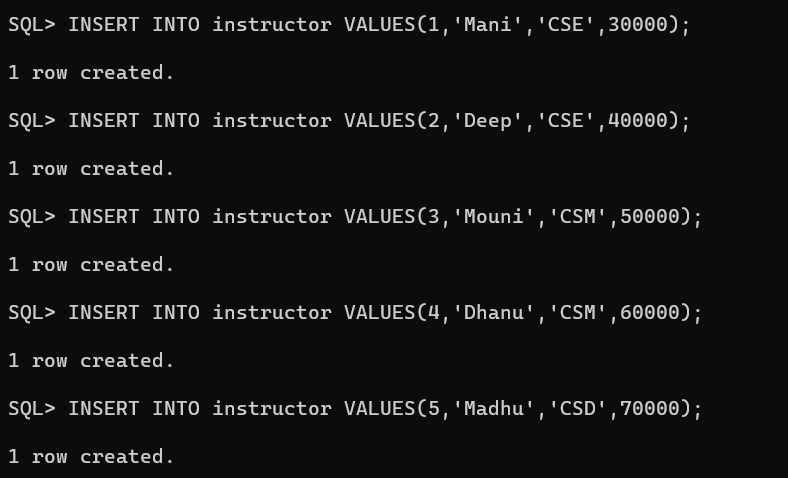 SQL> INSERT INTO instructor VALUES(1,'Mani','CSE',30000);
1 row created.
SQL> INSERT INTO instructor VALUES(2,'Deep','CSE',40000);
1 row created.
SQL> INSERT INTO instructor VALUES(3,'Mouni','CSM',50000);
1 row created.
SQL> INSERT INTO instructor VALUES(4,'Dhanu','CSM',60000);
1 row created.
SQL> INSERT INTO instructor VALUES(5,'Madhu','CSD',70000);
1 row created.